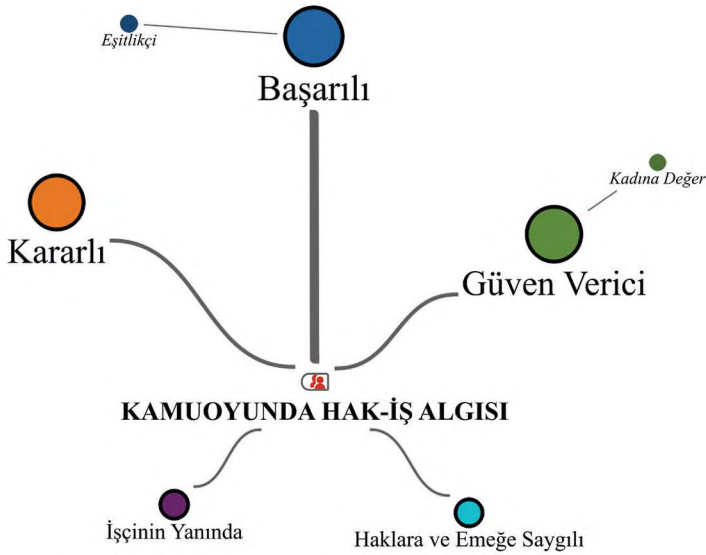 Eşitlikçi
Başarılı
Kadına Değer
Kararlı
Güven Verici
KAMUOYUNDA HAK-İŞ ALGISI
İşçinin Yanında
Haklara ve Emeğe Saygılı